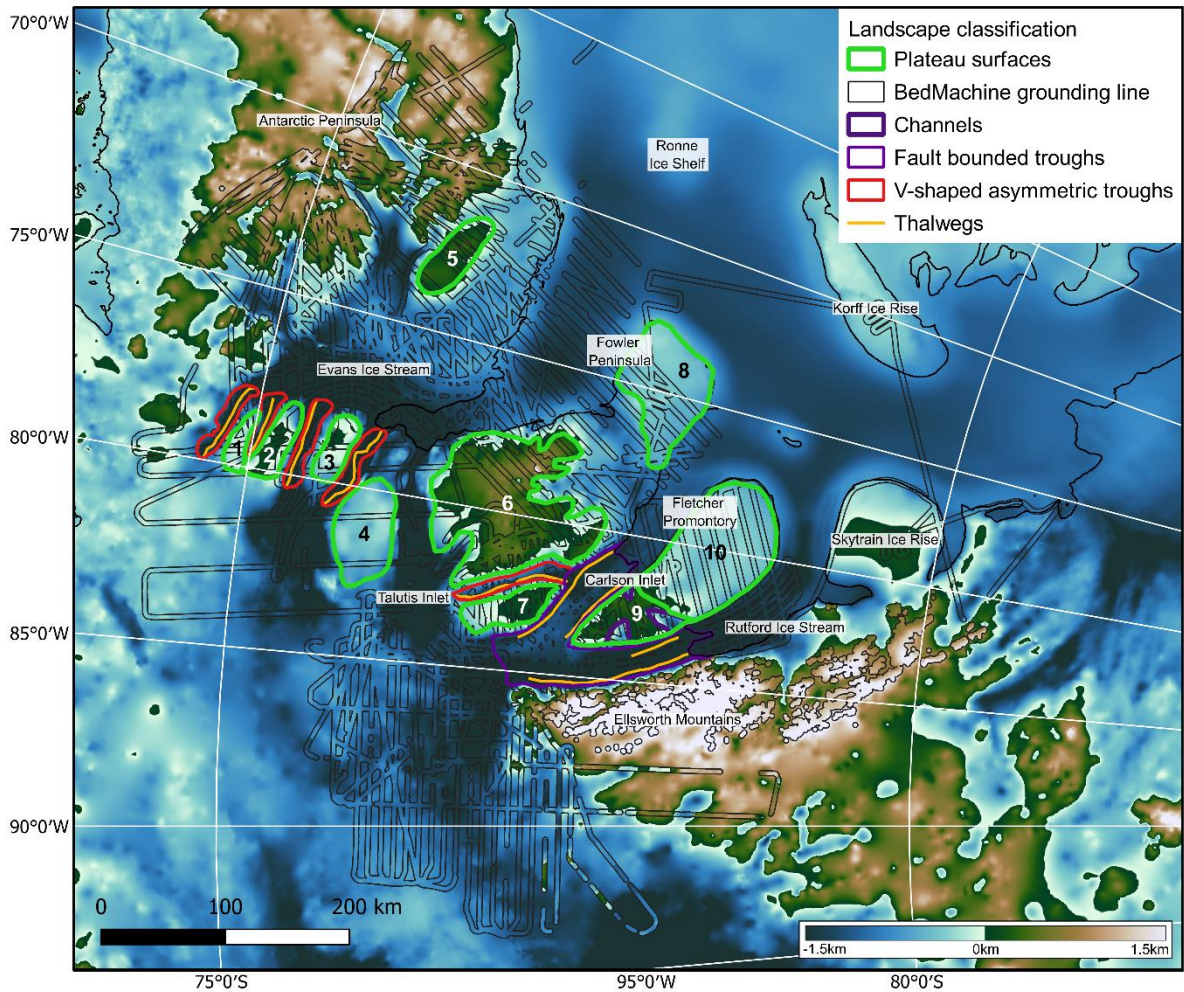 70°0'W
75°0'W
80°0'W
85°0'W
90°0'W
Landscape classification
Plateau surfaces
BedMachine grounding line
Channels
Fault bounded troughs
V-shaped asymmetric troughs
Thalwegs
Antarctic Peninsula
Ronne
Ice Shelf
5
Korff Ice Rise
Fowler
Peninsula
8
Evans Ice Stream
1
2
3
4
6
Fletcher
Promontory
10
Skytrain Ice Rise
Carlson Inlet
Talutis Inlet
7
9
Rutford Ice Stream
Ellsworth Mountains
0
100
200 km
-1.5km
0km
1.5km
75°0'S
95°0'W
80°0'S